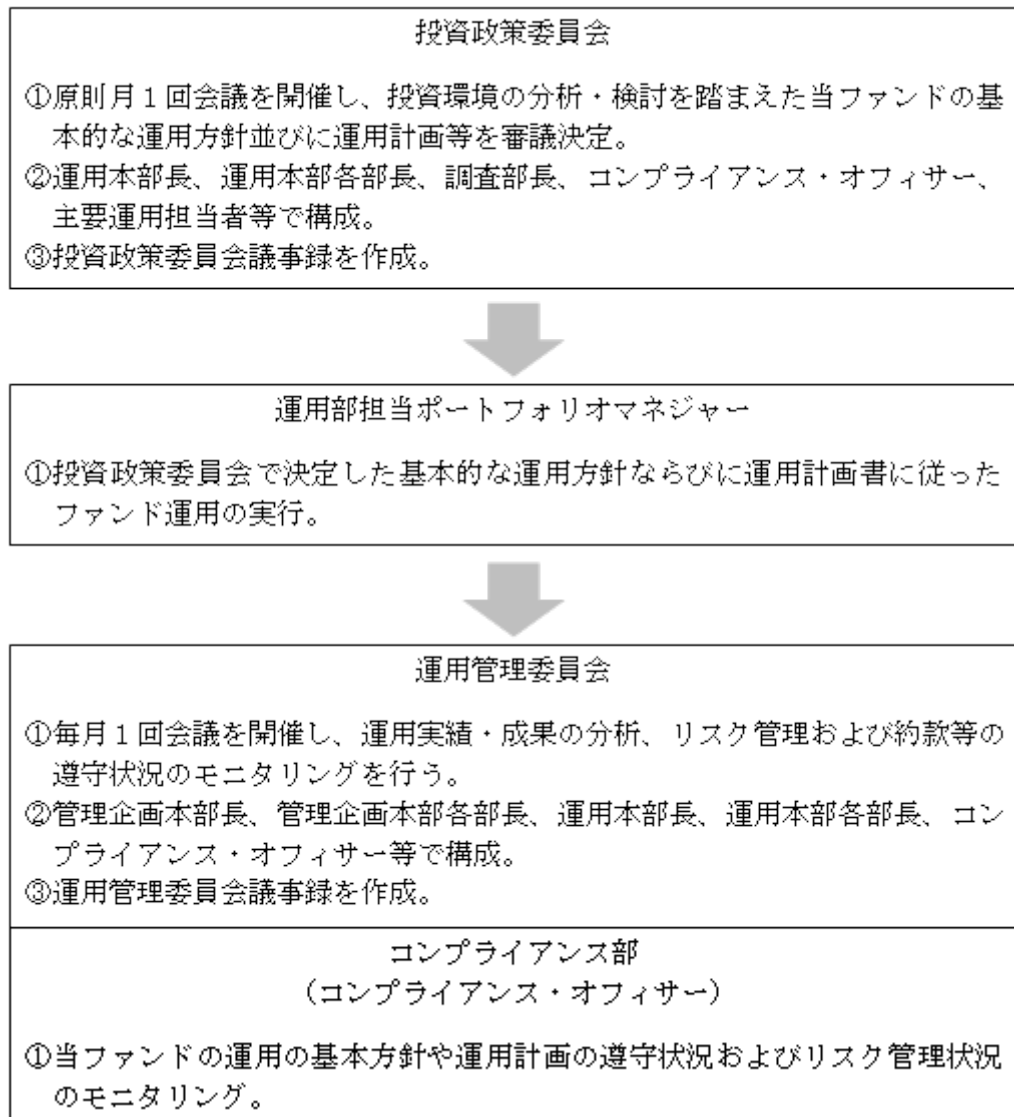 投資政策委員会
①原則月１回会議を開催し、投資環境の分析・検討を踏まえた当ファンドの基
本的な運用方針並びに運用計画等を審議決定。
②運用本部長、運用本部各部長、調査部長、コンプライアンス・オフィサー、
主要運用担当者等で構成。
③投資政策委員会議事録を作成。
運用部担当ポートフォリオマネジャー
①投資政策委員会で決定した基本的な運用方針ならびに運用計画書に従った
ファンド運用の実行。
運用管理委員会
①毎月１回会議を開催し、運用実績・成果の分析、リスク管理および約款等の
遵守状況のモニタリングを行う。
②管理企画本部長、管理企画本部各部長、運用本部長、運用本部各部長、コン
プライアンス・オフィサー等で構成。
③運用管理委員会議事録を作成。
コンプライアンス部
（コンプライアンス・オフィサー）
①当ファンドの運用の基本方針や運用計画の遵守状況およびリスク管理状況
のモニタリング。